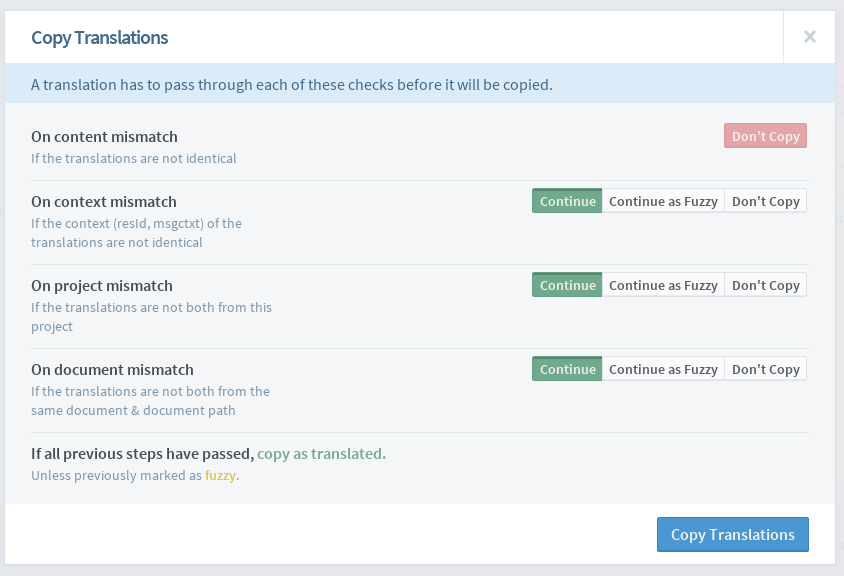 Copy Translations
×
A translation has to pass through each of these checks before it will be copied.
On content mismatch
Don't Copy
If the translations are not identical
On context mismatch
Continue Continue as Fuzzy Don't Copy
If the context (resId, msgctxt) of the
translations are not identical
On project mismatch
Continue Continue as Fuzzy Don't Copy
If the translations are not both from this
project
On document mismatch
Continue Continue as Fuzzy Don't Copy
If the translations are not both from the
same document & document path
If all previous steps have passed, copy as translated.
Unless previously marked as fuzzy.
Copy Translations